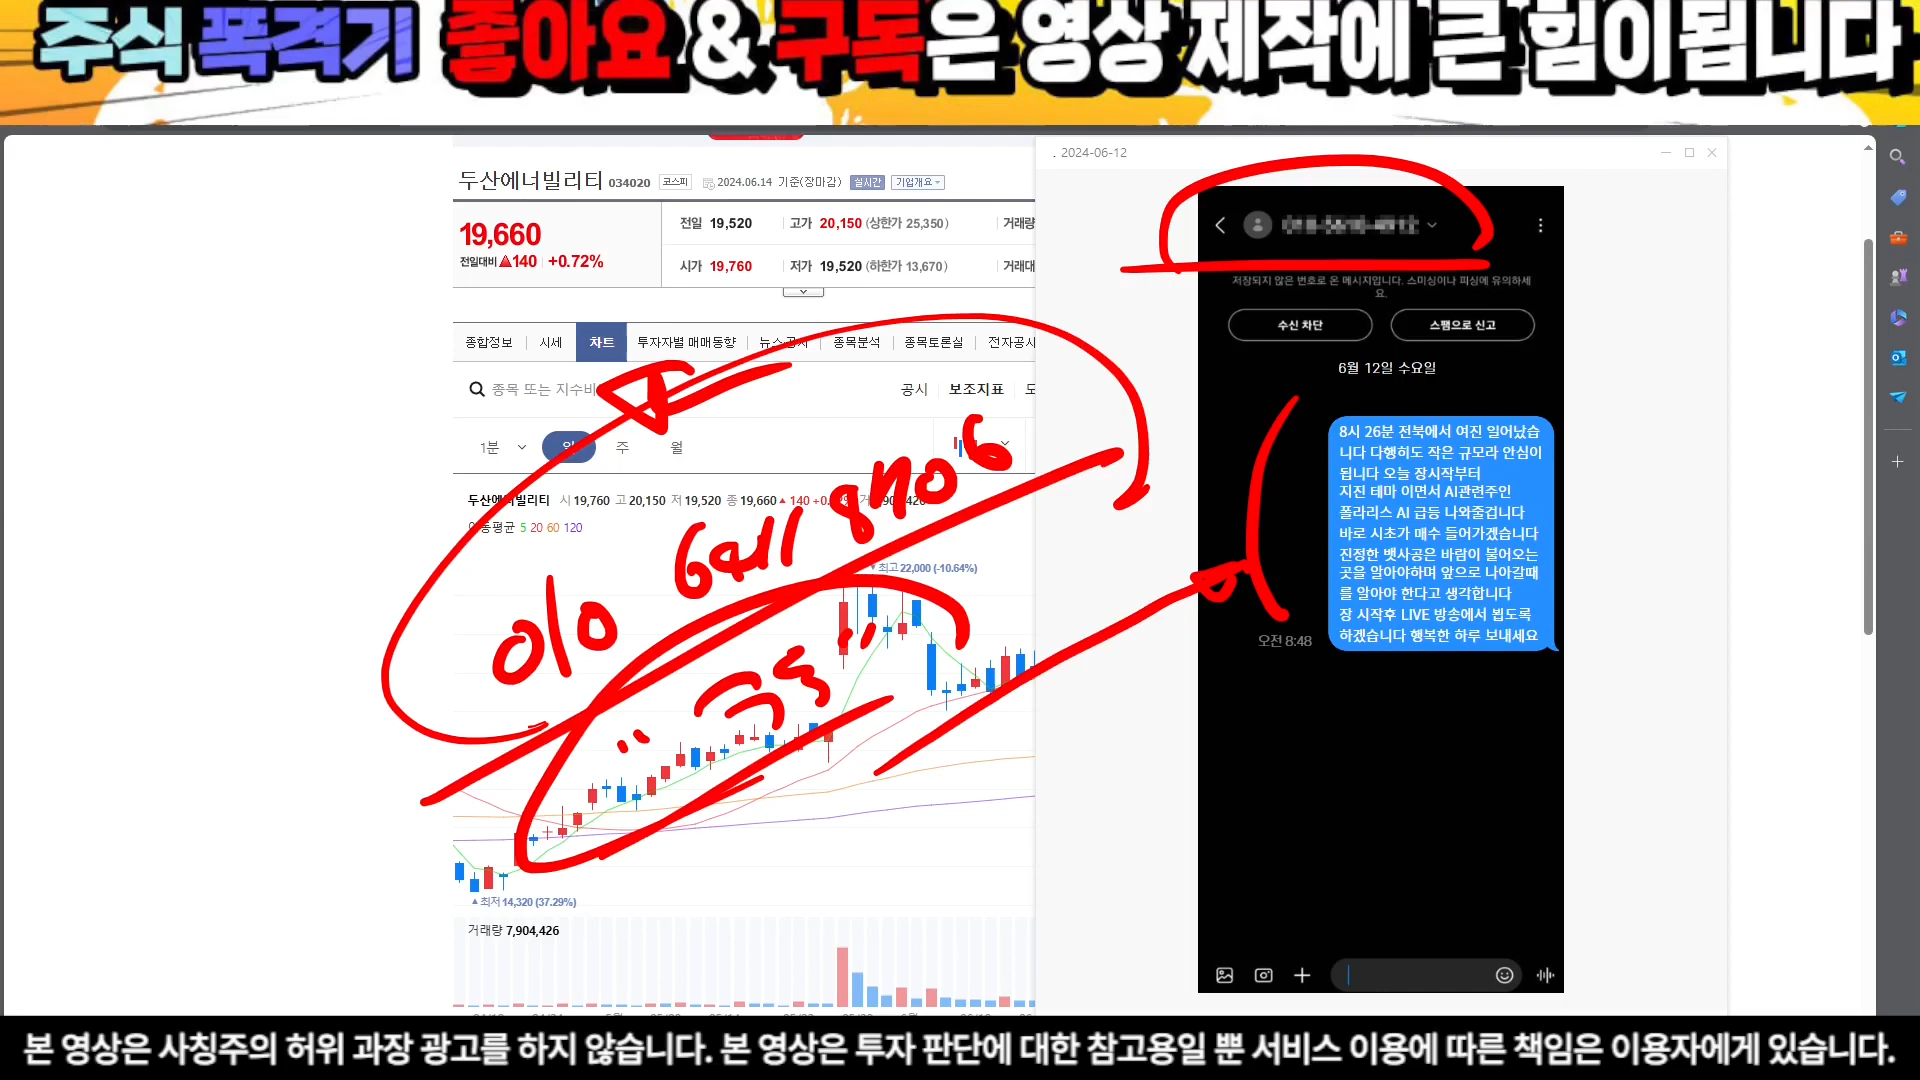 주식 폭격기 좋아요 & 구독은 영상 제작에 큰 힘이됩니다
두산에너빌리티 034020 코스피 2024.06.14 기준(장마감) 실시간 기업개요
19,660
전일대비 ▲140 +0.72%
전일 19,520 고가 20,150 (상한가 25,350) 거래량
시가 19,760 저가 19,520 (하한가 13,670) 거래대
종합정보 시세 차트 투자자별 매매동향 뉴스·공시 종목분석 종목토론실 전자공시
종목 또는 지수비
공시 보조지표 도
1분 일 주 월
두산에너빌리티 시 19,760 고 20,150 저 19,520 종 19,660 ▲ 140
이동평균 5 20 60 120
최고 22,000 (-10.64%)
010
"구독"
▲ 최저 14,320 (37.29%)
거래량 7,904,426
. 2024-06-12
저장되지 않은 번호로 온 메시지입니다. 스미싱이나 피싱에 유의하세
요.
수신 차단 스팸으로 신고
6월 12일 수요일
8시 26분 전북에서 여진 일어났습
니다 다행히도 작은 규모라 안심이
됩니다 오늘 장시작부터
지진 테마 이면서 AI관련주인
폴라리스 AI 급등 나와줄겁니다
바로 시초가 매수 들어가겠습니다
진정한 뱃사공은 바람이 불어오는
곳을 알아야하며 앞으로 나아갈때
를 알아야 한다고 생각합니다
장 시작후 LIVE 방송에서 뵙도록
하겠습니다 행복한 하루 보내세요
오전 8:48
본 영상은 사칭주의 허위 과장 광고를 하지 않습니다. 본 영상은 투자 판단에 대한 참고용일 뿐 서비스 이용에 따른 책임은 이용자에게 있습니다.